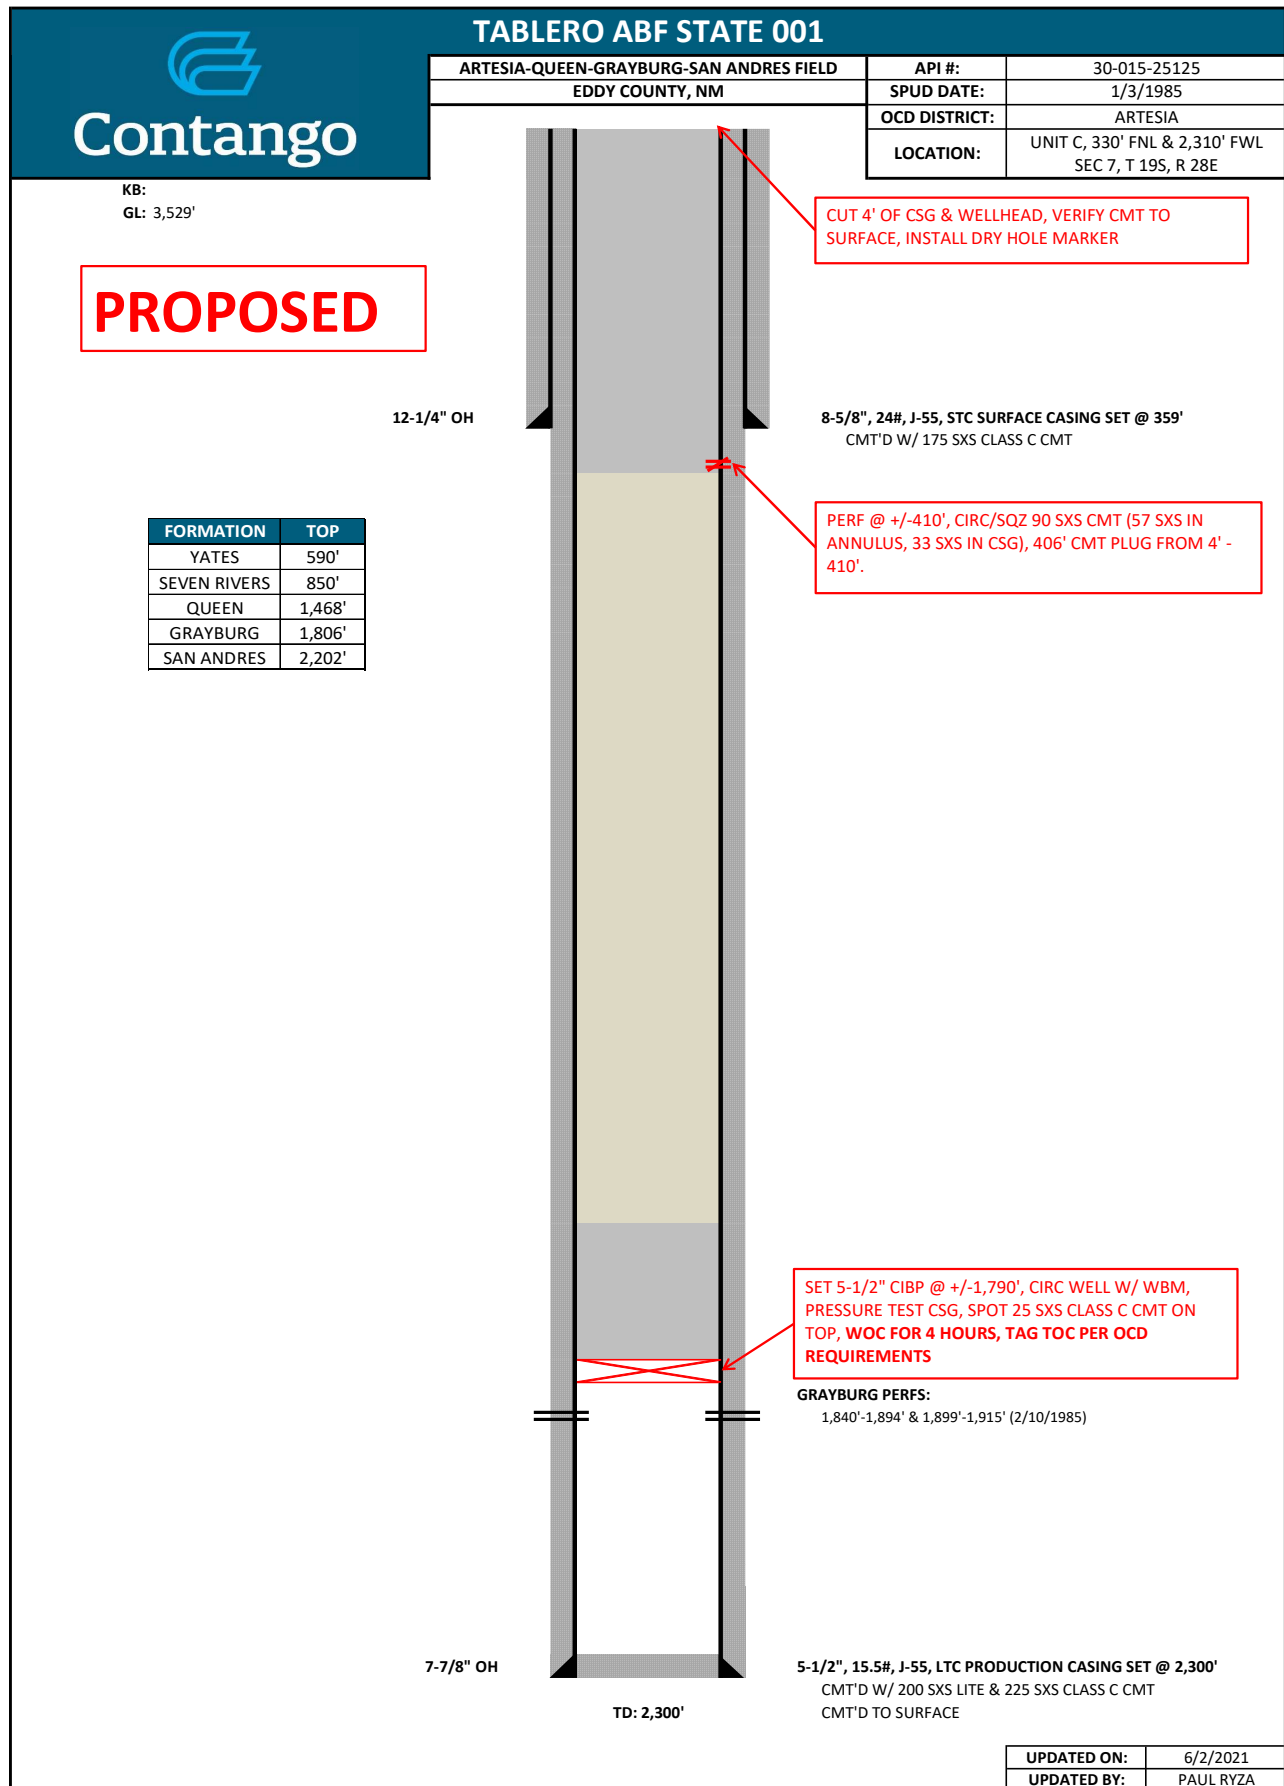 TABLERO ABF STATE 001
Contango
ARTESIA-QUEEN-GRAYBURG-SAN ANDRES FIELD
EDDY COUNTY, NM
API #: 30-015-25125
SPUD DATE: 1/3/1985
OCD DISTRICT: ARTESIA
LOCATION: UNIT C, 330' FNL & 2,310' FWL
SEC 7, T 19S, R 28E
KB:
GL: 3,529'
CUT 4' OF CSG & WELLHEAD, VERIFY CMT TO
SURFACE, INSTALL DRY HOLE MARKER
PROPOSED
12-1/4" OH
8-5/8", 24#, J-55, STC SURFACE CASING SET @ 359'
CMT'D W/ 175 SXS CLASS C CMT
PERF @ +/-410', CIRC/SQZ 90 SXS CMT (57 SXS IN
ANNULUS, 33 SXS IN CSG), 406' CMT PLUG FROM 4' -
410'.
FORMATION TOP
YATES 590'
SEVEN RIVERS 850'
QUEEN 1,468'
GRAYBURG 1,806'
SAN ANDRES 2,202'
SET 5-1/2" CIBP @ +/-1,790', CIRC WELL W/ WBM,
PRESSURE TEST CSG, SPOT 25 SXS CLASS C CMT ON
TOP, WOC FOR 4 HOURS, TAG TOC PER OCD
REQUIREMENTS
GRAYBURG PERFS:
1,840'-1,894' & 1,899'-1,915' (2/10/1985)
7-7/8" OH
5-1/2", 15.5#, J-55, LTC PRODUCTION CASING SET @ 2,300'
CMT'D W/ 200 SXS LITE & 225 SXS CLASS C CMT
CMT'D TO SURFACE
TD: 2,300'
UPDATED ON: 6/2/2021
UPDATED BY: PAUL RYZA